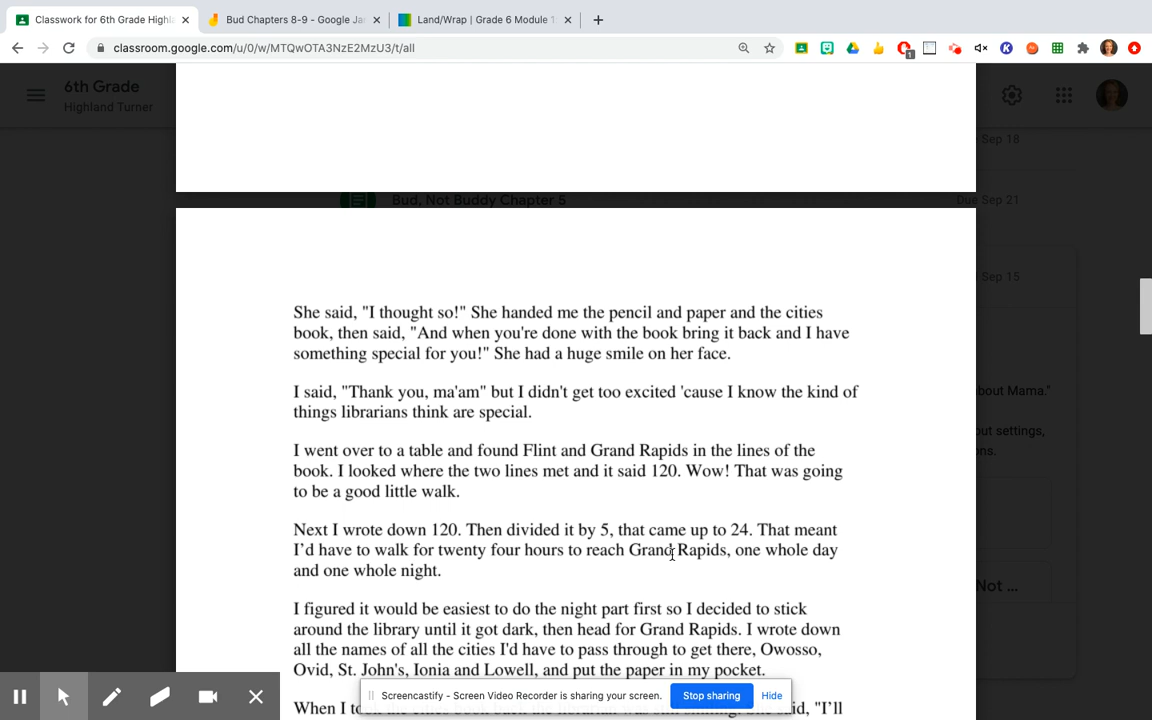 Classwork for 6th Grade Highl
Bud Chapters 8-9 - Google Ja
Land/Wrap | Grade 6 Module 1
classroom.google.com/u/0/w/MTQwOTA3NzE2MzU3/t/all
6th Grade
Highland Turner
Sep 18
Bud, Not Buddy Chapter 5
Due Sep 21
Sep 15
She said, "I thought so!" She handed me the pencil and paper and the cities
book, then said, "And when you're done with the book bring it back and I have
something special for you!" She had a huge smile on her face.
I said, "Thank you, ma'am" but I didn't get too excited 'cause I know the kind of
things librarians think are special.
bout Mama."
out settings,
ons.
I went over to a table and found Flint and Grand Rapids in the lines of the
book. I looked where the two lines met and it said 120. Wow! That was going
to be a good little walk.
Next I wrote down 120. Then divided it by 5, that came up to 24. That meant
I'd have to walk for twenty four hours to reach Grand Rapids, one whole day
and one whole night.
Not ...
I figured it would be easiest to do the night part first so I decided to stick
around the library until it got dark, then head for Grand Rapids. I wrote down
all the names of all the cities I'd have to pass through to get there, Owosso,
Ovid, St. John's, Ionia and Lowell, and put the paper in my pocket.
Screencastify - Screen Video Recorder is sharing your screen.
Stop sharing
Hide
When I "I'll